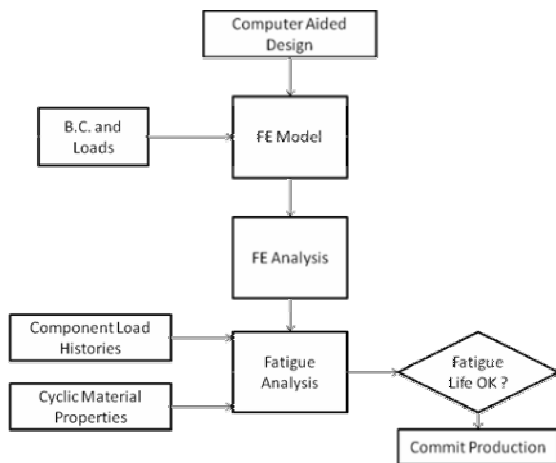 Computer Aided
Design
B.C. and
Loads
FE Model
FE Analysis
Component Load
Histories
Cyclic Material
Properties
Fatigue
Analysis
Fatigue
Life OK ?
Commit Production